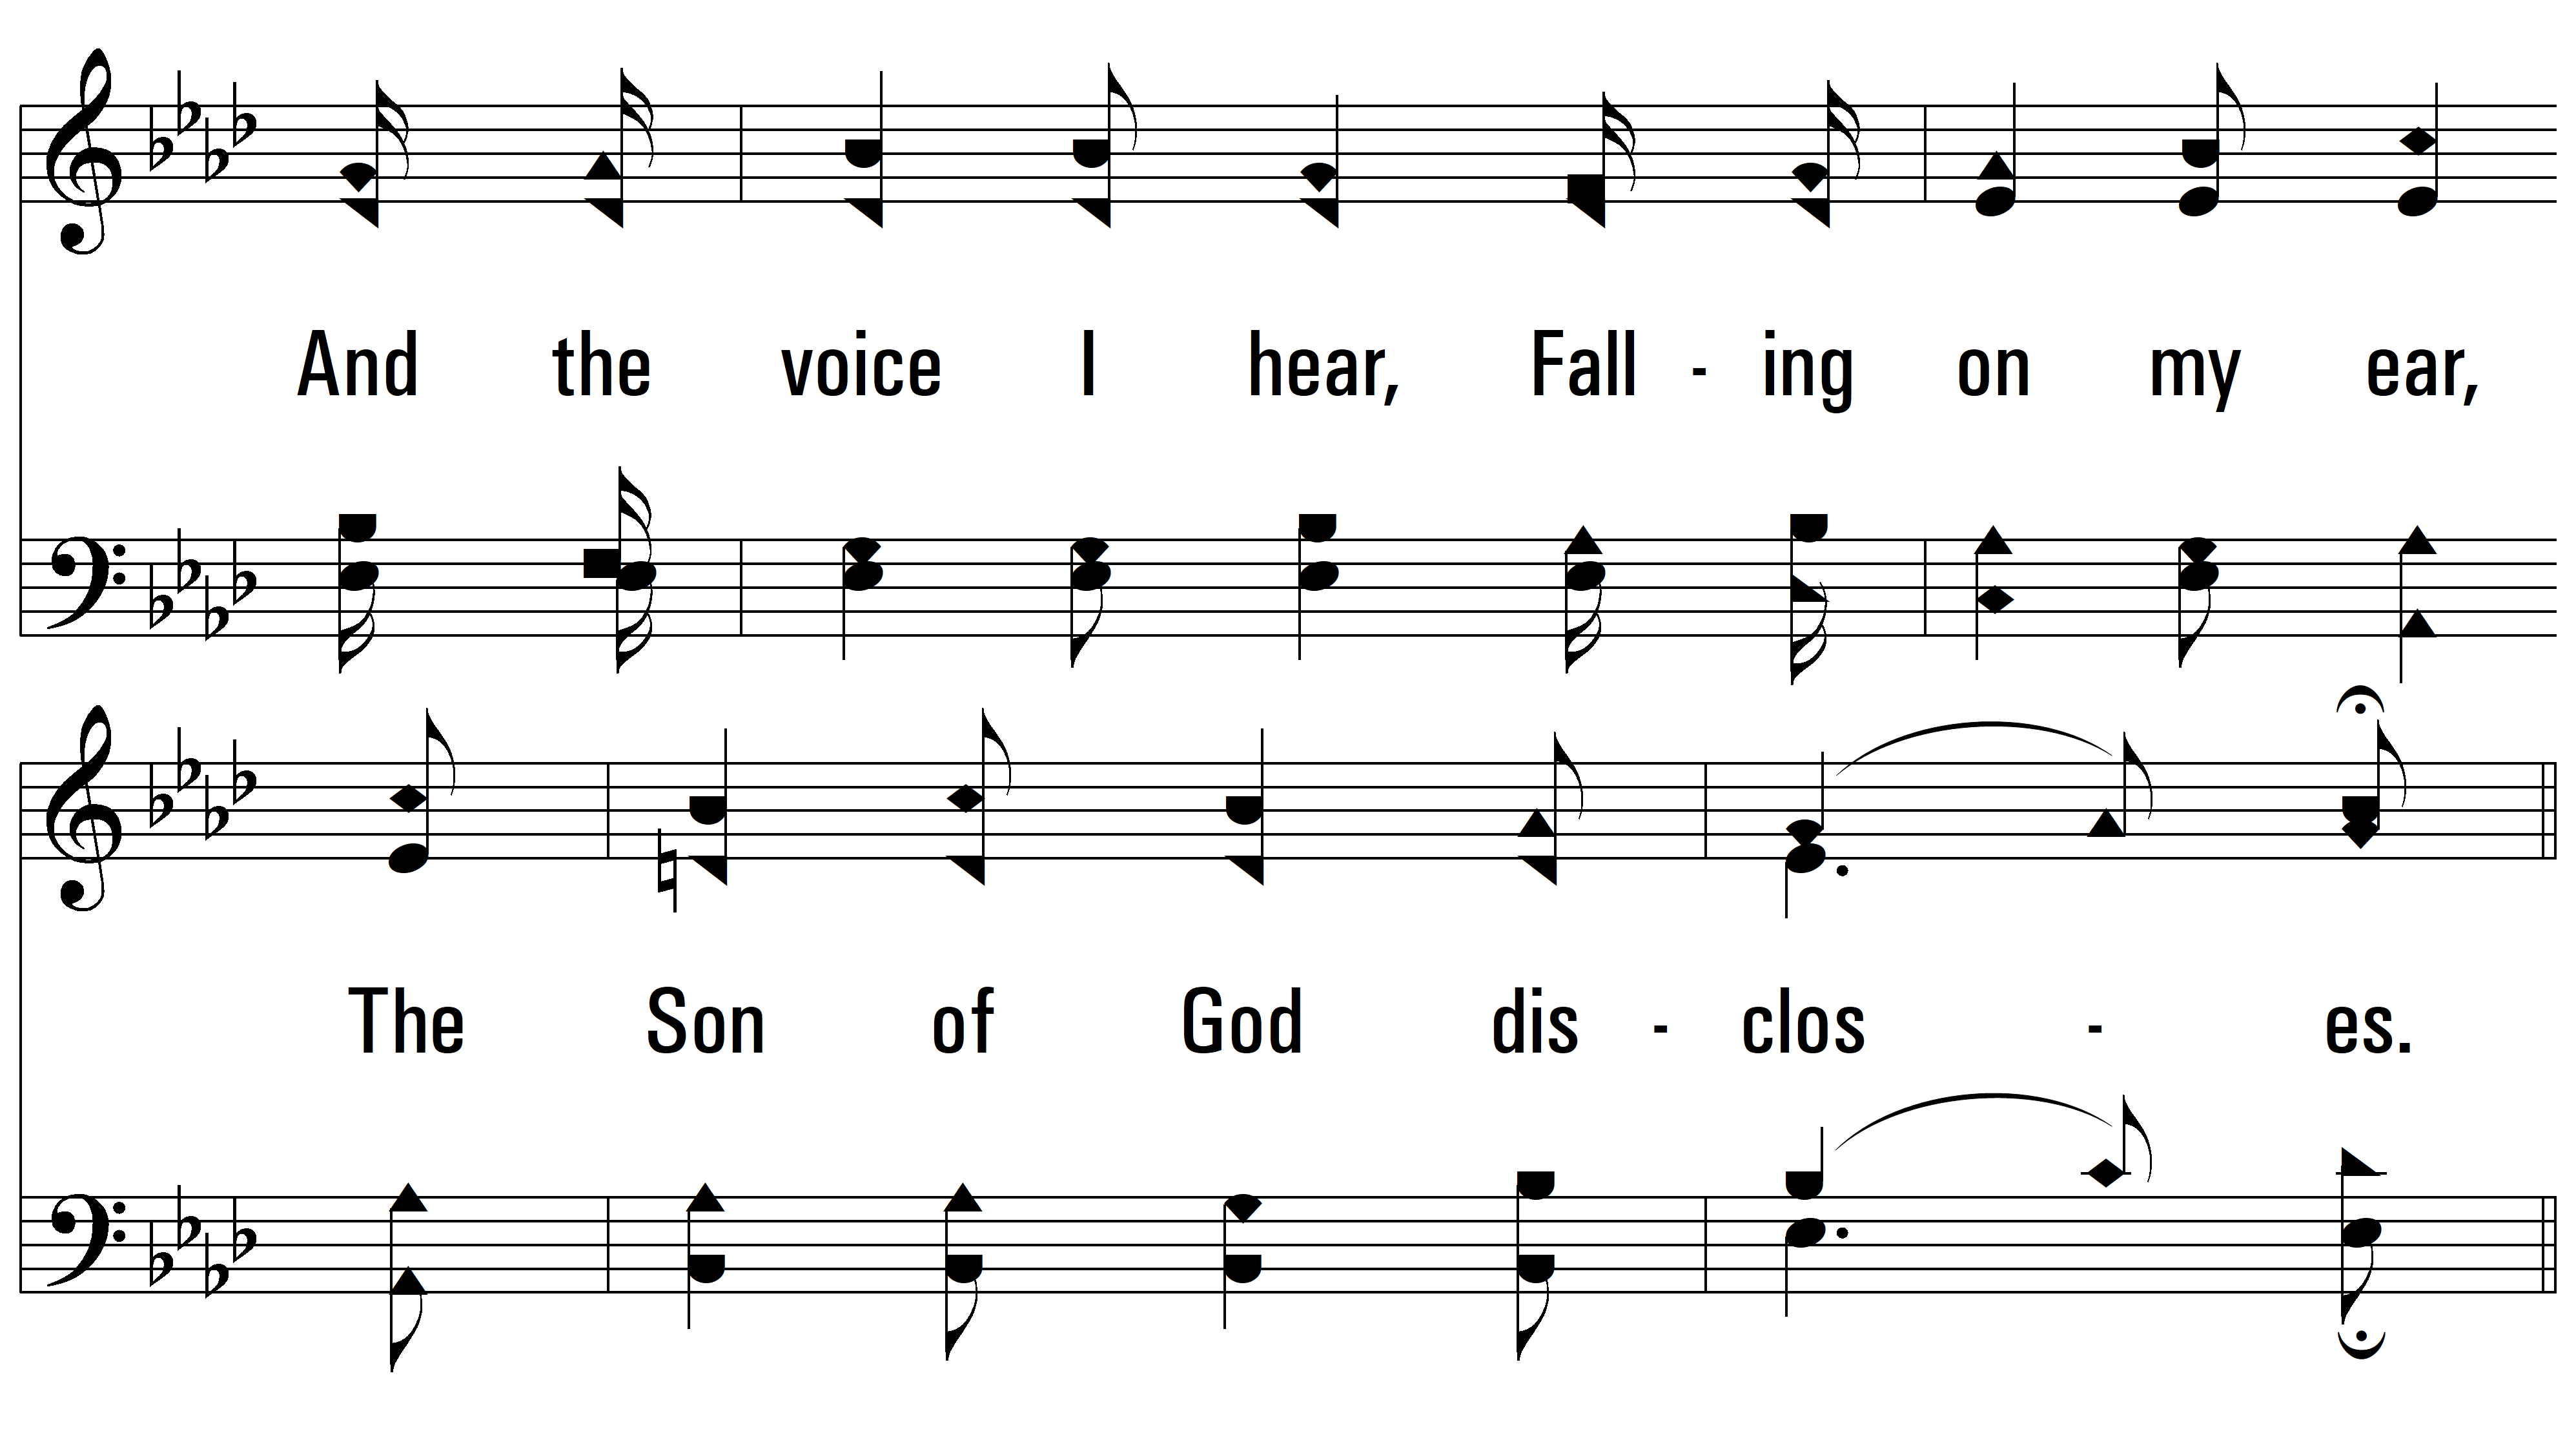 And the voice I hear, Fall - ing on my ear,
The Son of God dis - clos - es.